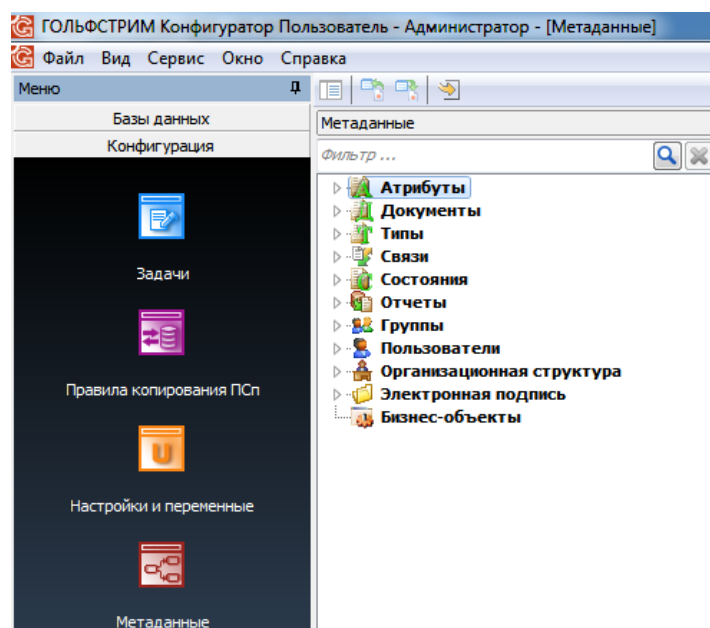 ГОЛЬФСТРИМ Конфигуратор Пользователь - Администратор - [Метаданные]
Файл Вид Сервис Окно Справка
Меню
Базы данных
Конфигурация
Задачи
Правила копирования ПСп
Настройки и переменные
Метаданные
Метаданные
Фильтр ...
Атрибуты
Документы
Типы
Связи
Состояния
Отчеты
Группы
Пользователи
Организационная структура
Электронная подпись
Бизнес-объекты